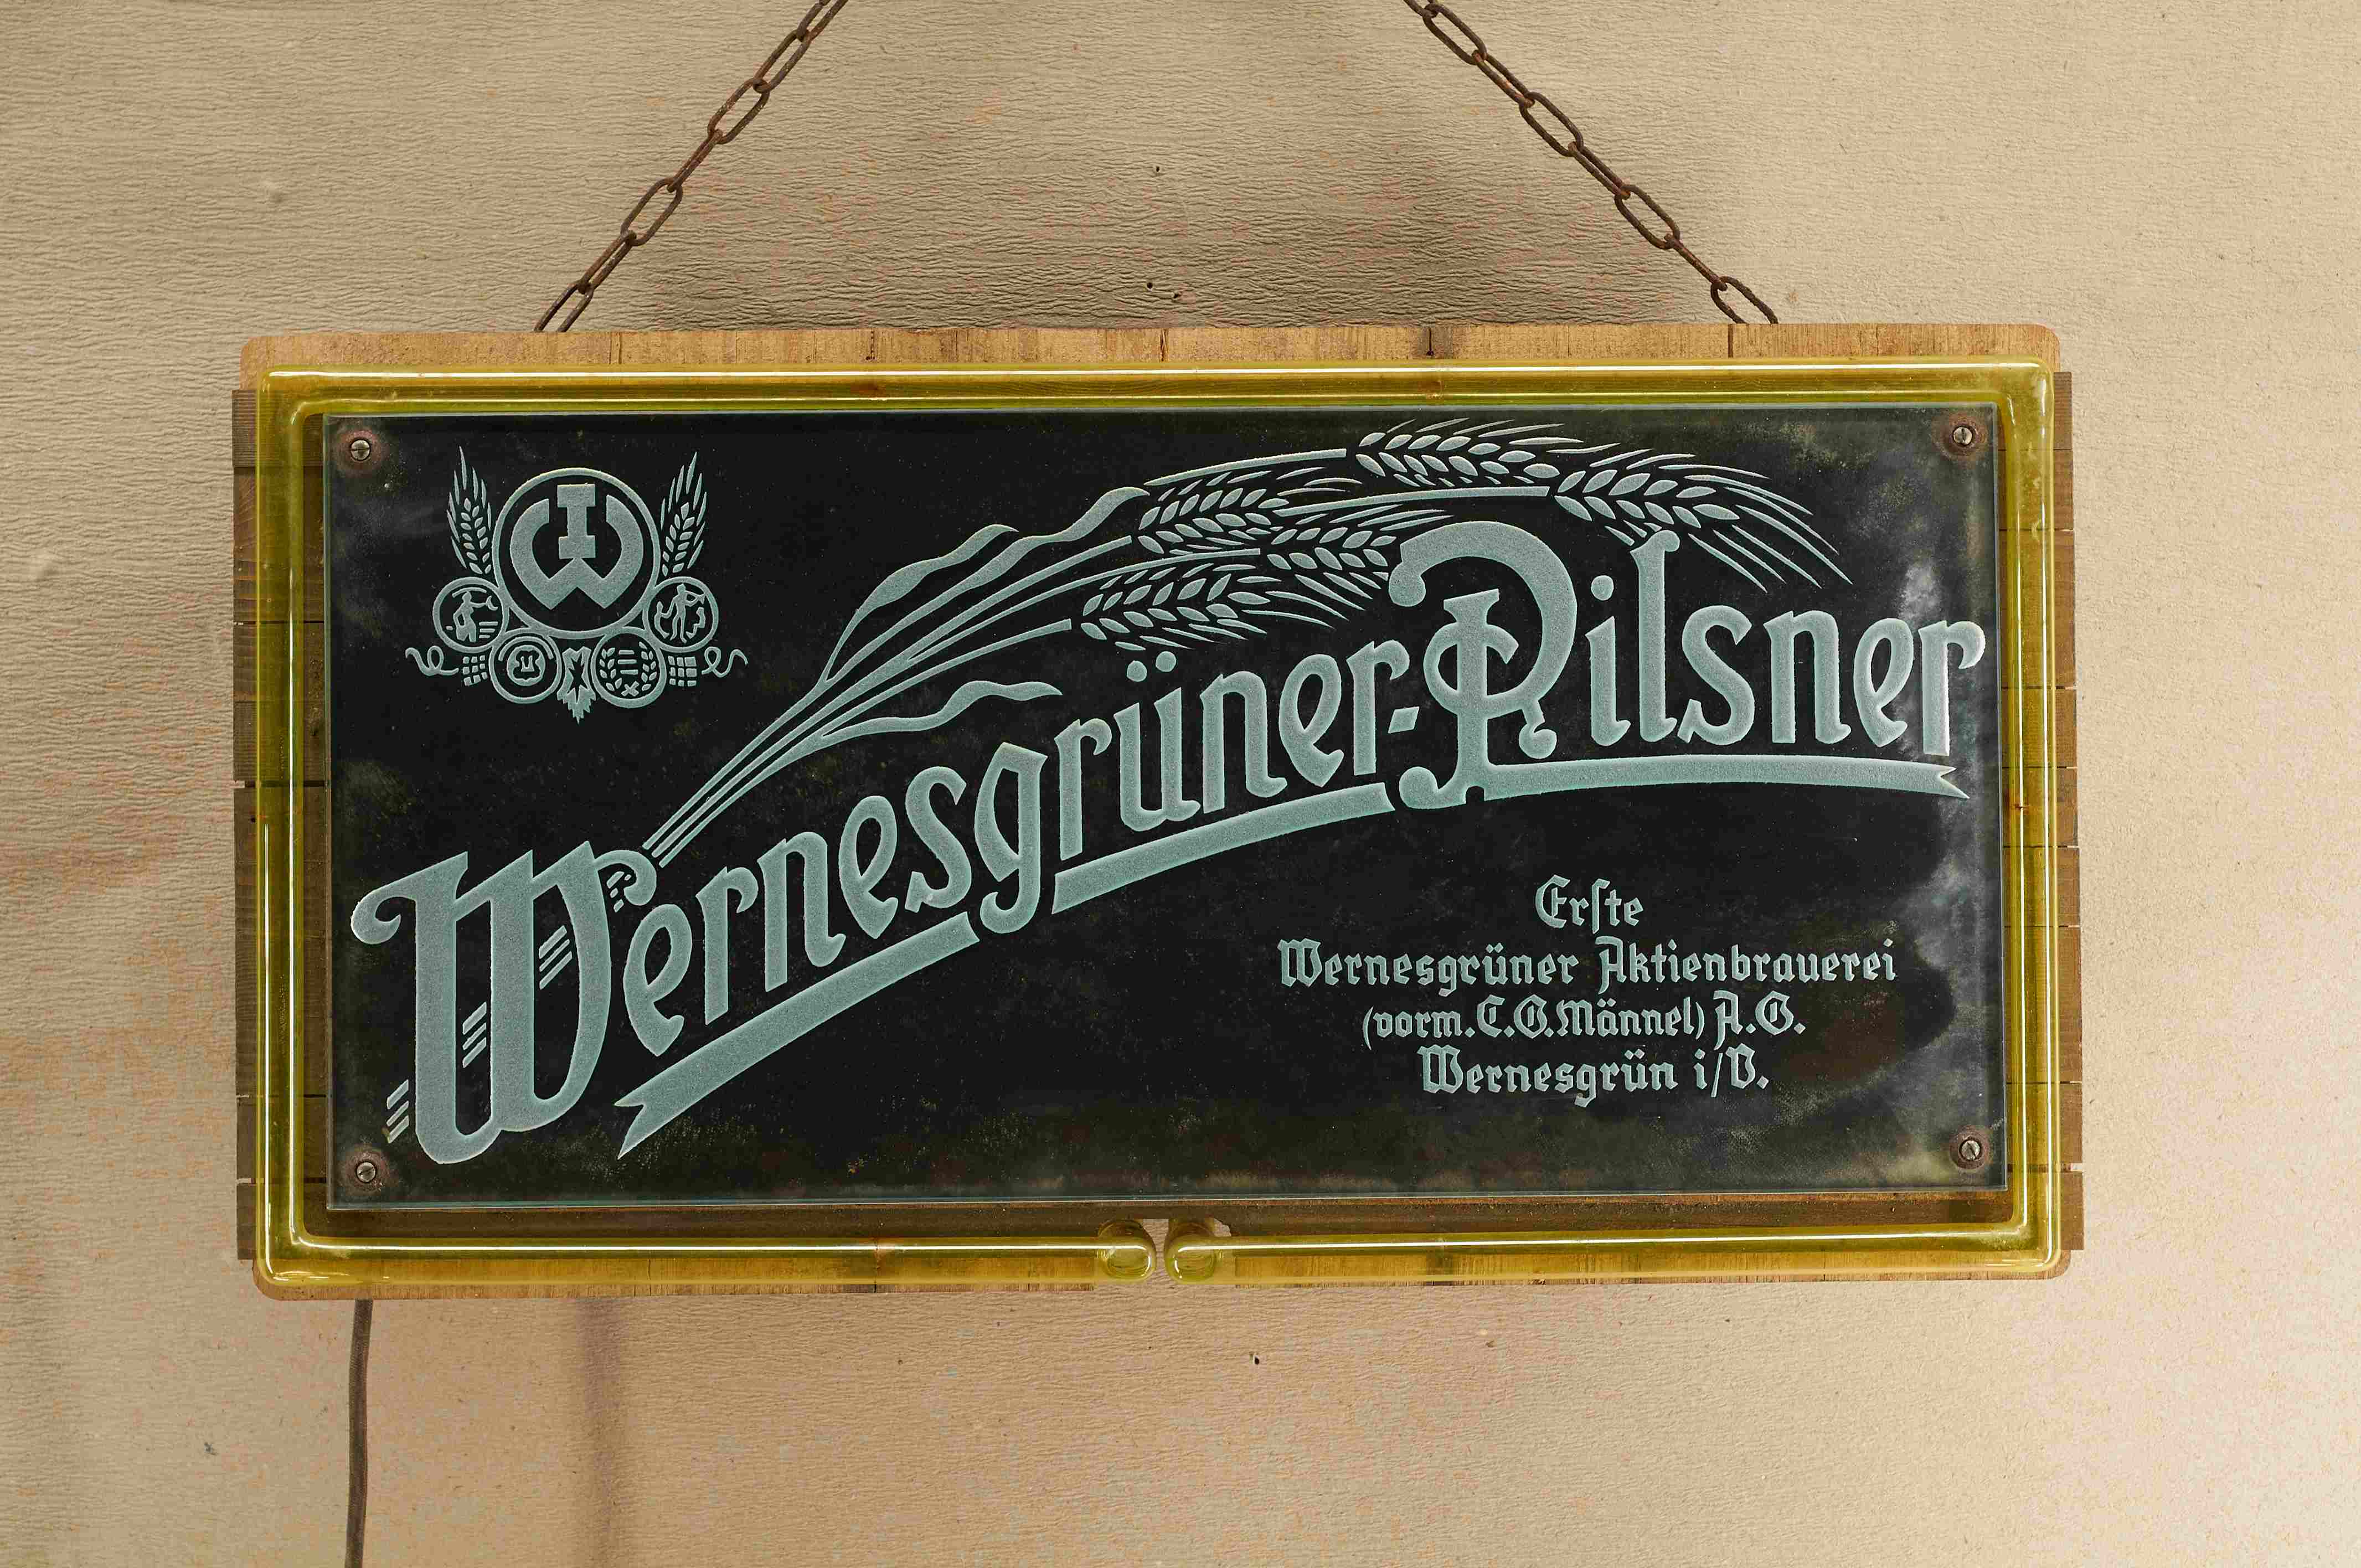 Wernesgrüner-Pilsner
Erſte
Wernesgrüner Aktienbrauerei
(vorm. C. G. Männel) A. G.
Wernesgrün i/V.